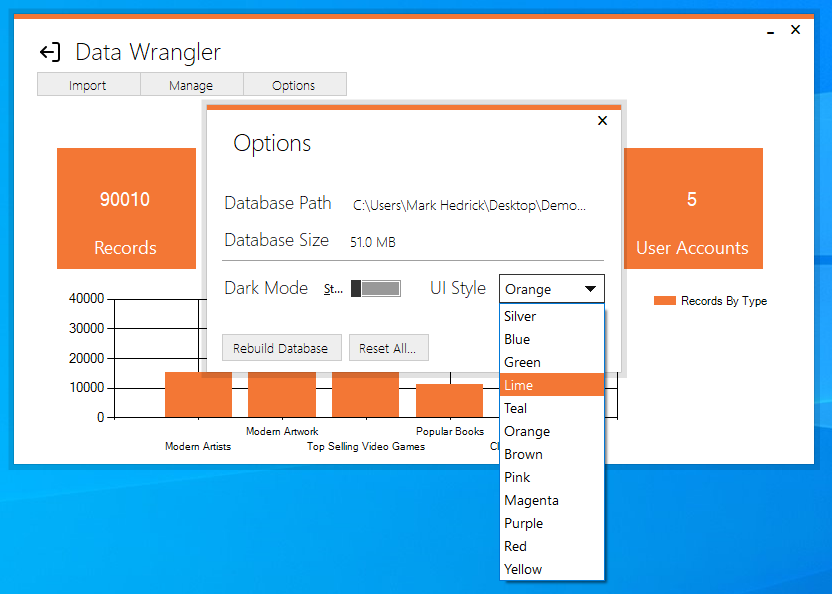 Data Wrangler
Import
Manage
Options
Options
Database Path
C:\Users\Mark Hedrick\Desktop\Demo...
Database Size
51.0 MB
Dark Mode
St...
UI Style
Orange
Silver
Blue
Green
Lime
Teal
Orange
Brown
Pink
Magenta
Purple
Red
Yellow
Rebuild Database
Reset All...
90010
Records
5
User Accounts
40000
30000
20000
10000
0
Records By Type
Modern Artwork
Popular Books
Modern Artists
Top Selling Video Games